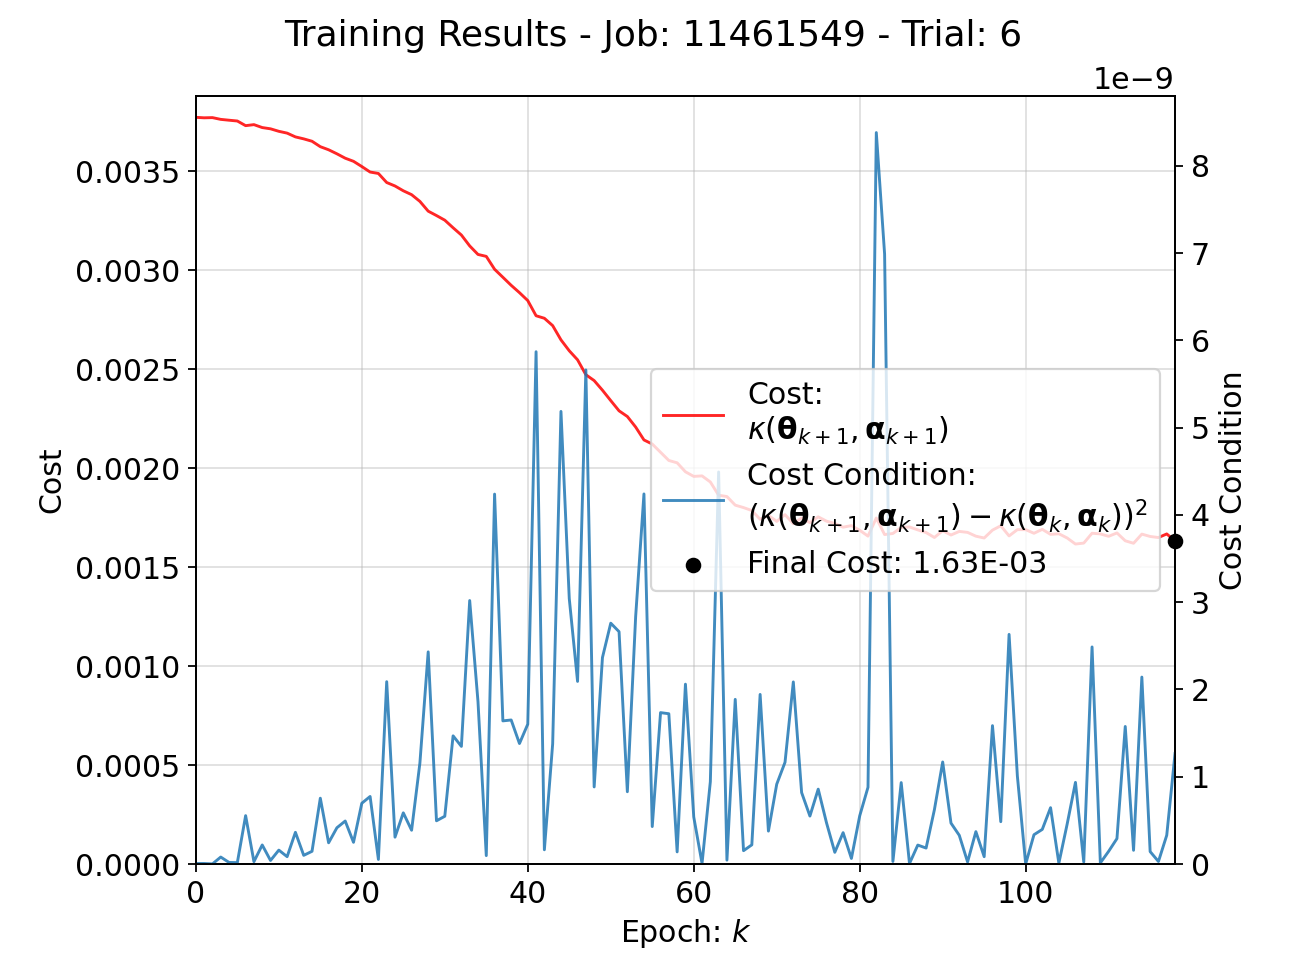 Training Results - Job: 11461549 - Trial: 6
1e−9
0.0035
0.0030
0.0025
0.0020
0.0015
0.0010
0.0005
0.0000
Cost
8
7
6
5
4
3
2
1
0
Cost Condition
Cost:
κ(𝛉ₖ₊₁, 𝛂ₖ₊₁)
Cost Condition:
(κ(𝛉ₖ₊₁, 𝛂ₖ₊₁) − κ(𝛉ₖ, 𝛂ₖ))²
Final Cost: 1.63E-03
0 20 40 60 80 100
Epoch: k